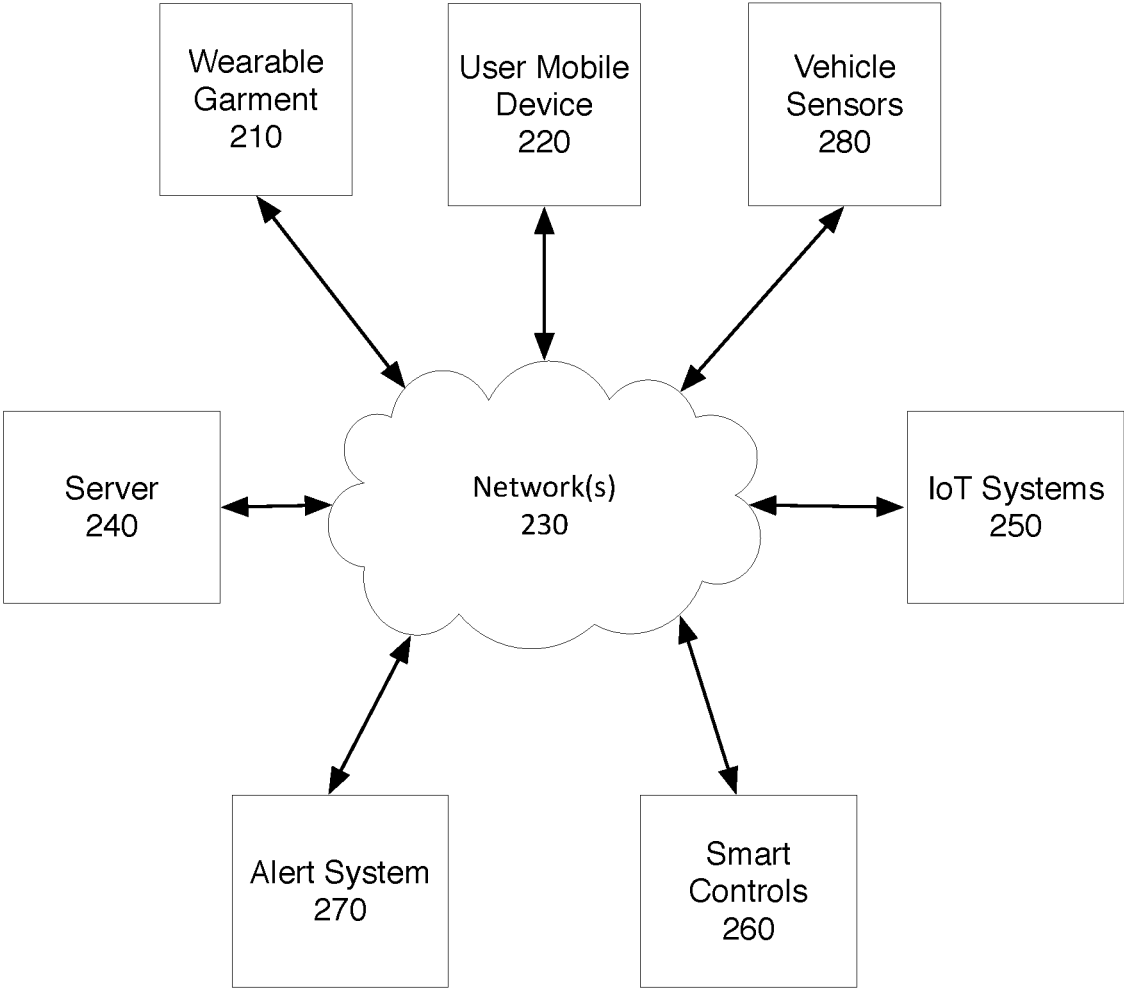 Wearable
Garment
210
User Mobile
Device
220
Vehicle
Sensors
280
Server
240
Network(s)
230
IoT Systems
250
Alert System
270
Smart
Controls
260